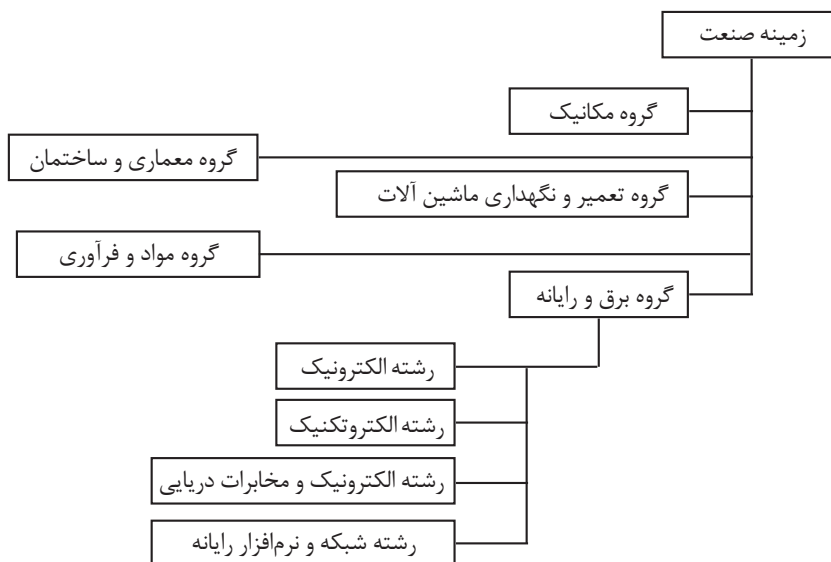 زمینه صنعت
گروه مکانیک
گروه معماری و ساختمان
گروه تعمیر و نگهداری ماشین آلات
گروه مواد و فرآوری
گروه برق و رایانه
رشته الکترونیک
رشته الکتروتکنیک
رشته الکترونیک و مخابرات دریایی
رشته شبکه و نرم‌افزار رایانه